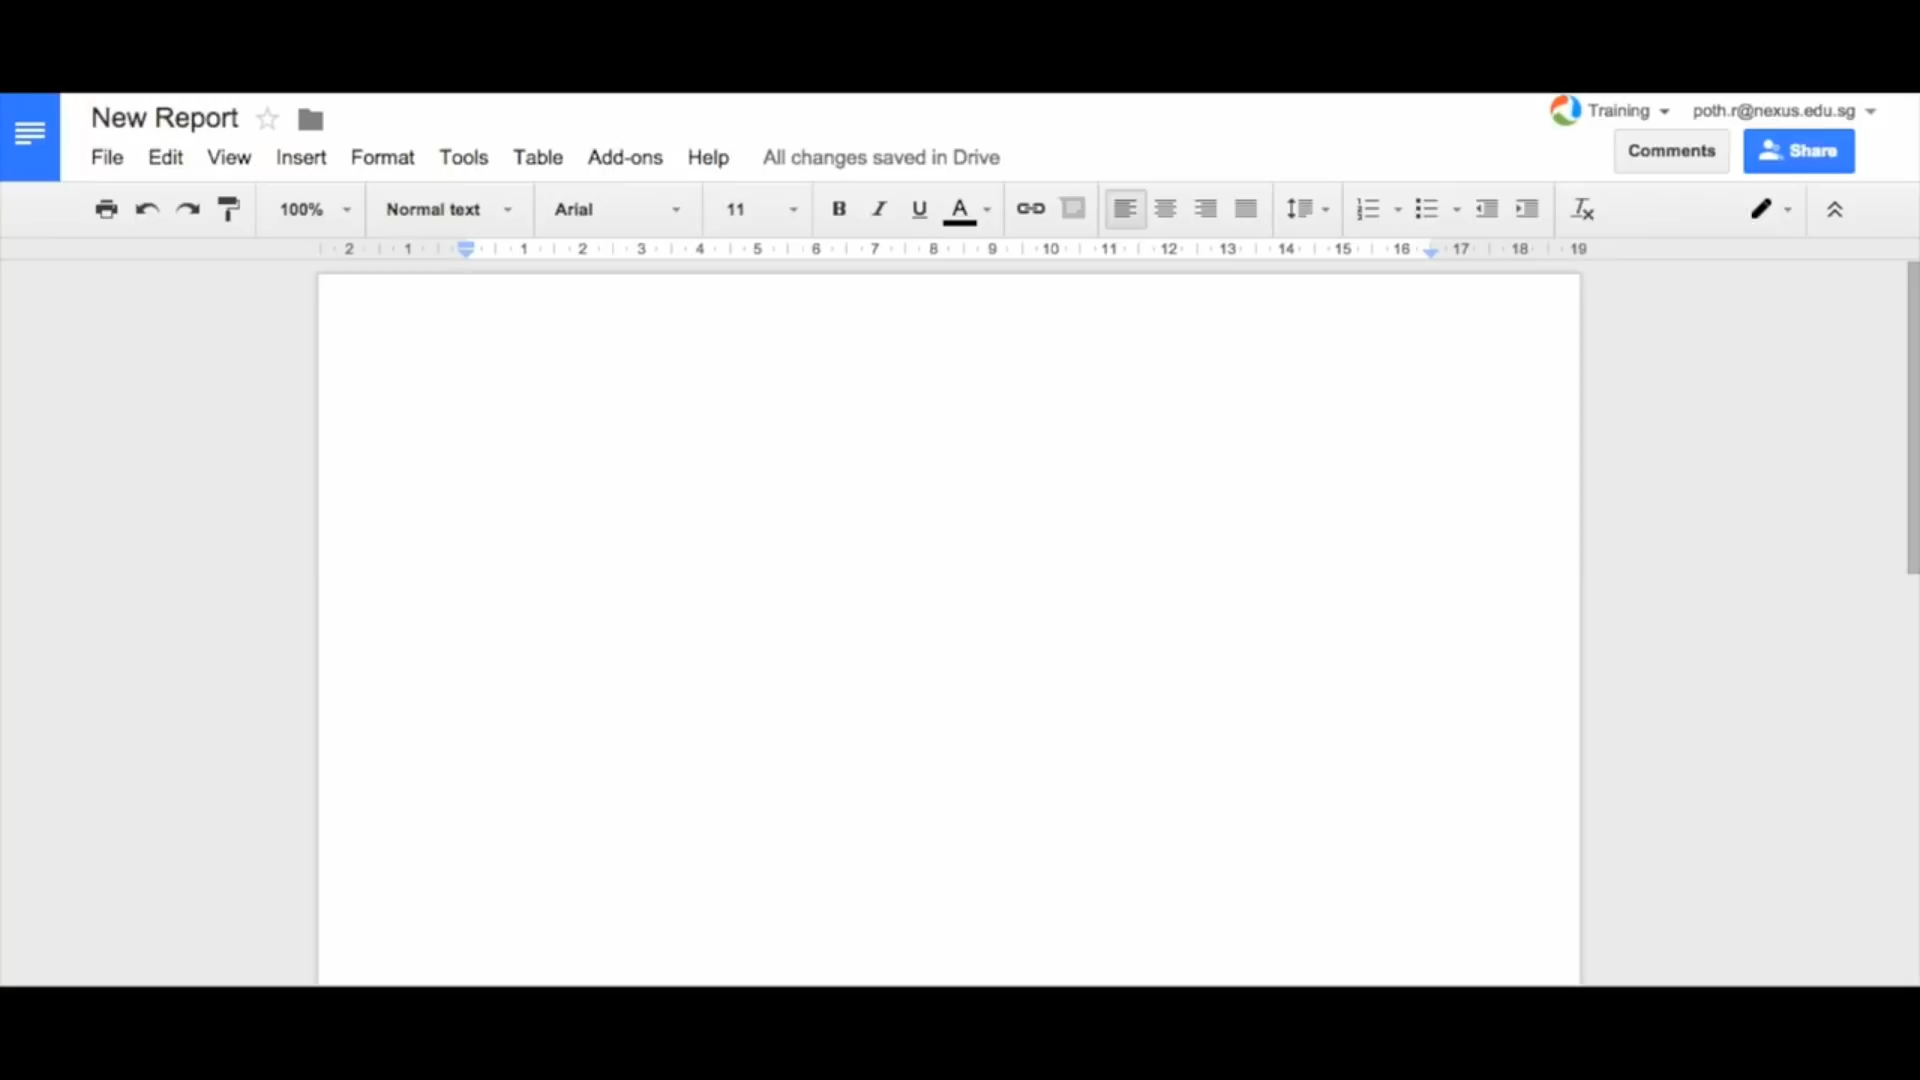 New Report
Training
poth.r@nexus.edu.sg
File Edit View Insert Format Tools Table Add-ons Help All changes saved in Drive
Comments
Share
100% Normal text Arial 11 B I U A
2 1 1 2 3 4 5 6 7 8 9 10 11 12 13 14 15 16 17 18 19